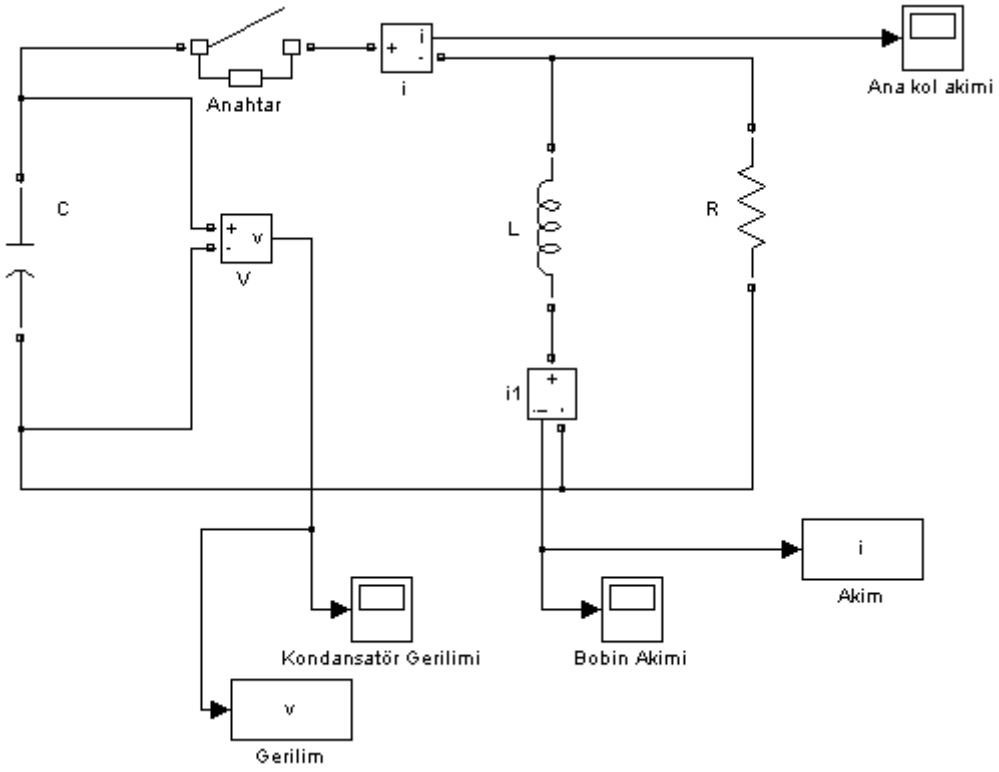 i
+
-
Ana kol akimi
Anahtar
i
C
L
R
+
-
v
V
+
i1
-
i
Akim
Kondansatör Gerilimi
Bobin Akimi
v
Gerilim